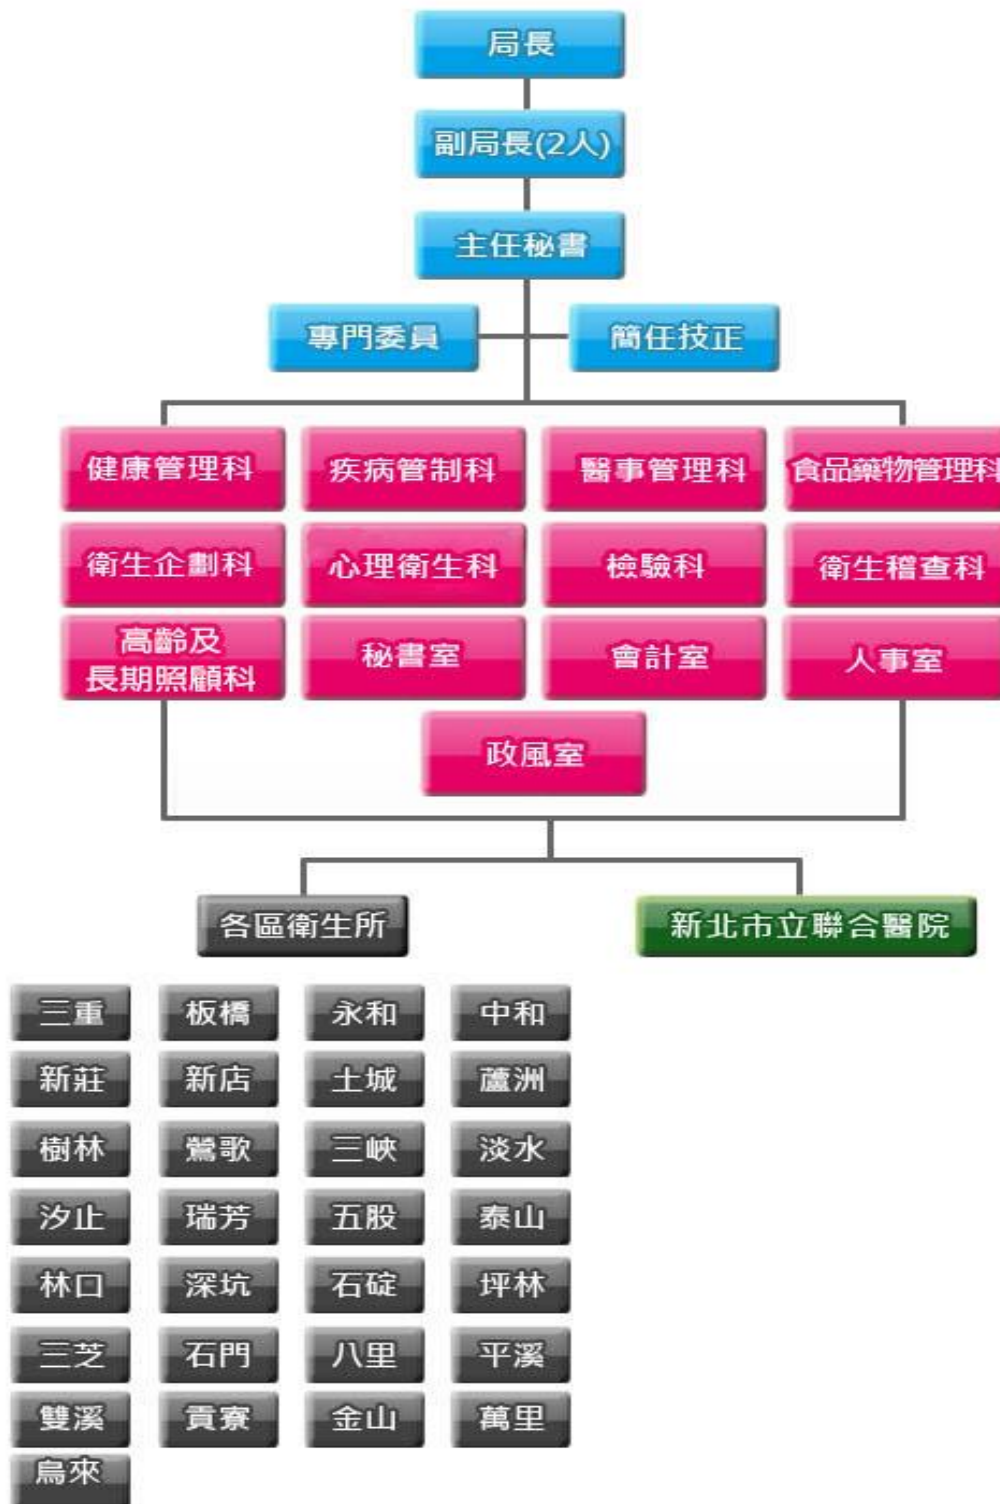 局長
副局長(2人)
主任秘書
專門委員
簡任技正
健康管理科
疾病管制科
醫事管理科
食品藥物管理科
衛生企劃科
心理衛生科
檢驗科
衛生稽查科
高齡及
長期照顧科
秘書室
會計室
人事室
政風室
各區衛生所
新北市立聯合醫院
三重
板橋
永和
中和
新莊
新店
土城
蘆洲
樹林
鶯歌
三峽
淡水
汐止
瑞芳
五股
泰山
林口
深坑
石碇
坪林
三芝
石門
八里
平溪
雙溪
貢寮
金山
萬里
烏來